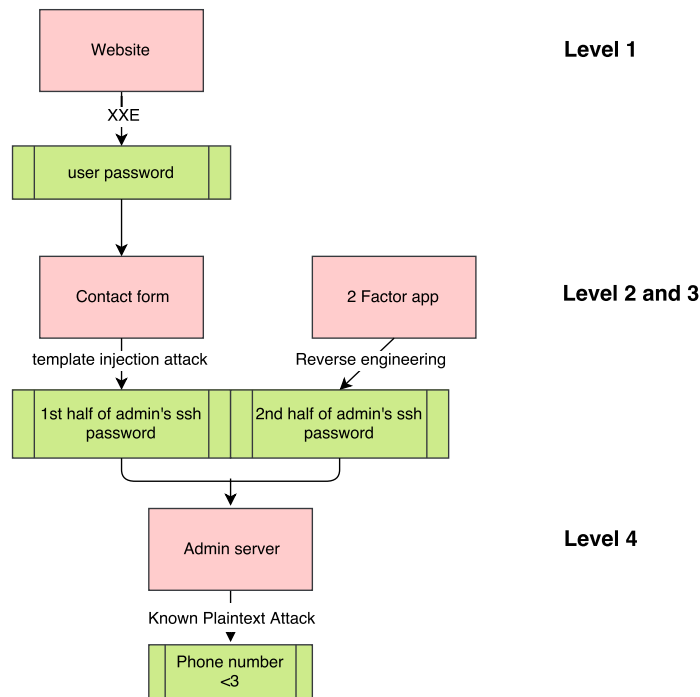 Website
Level 1
XXE
user password
Contact form
2 Factor app
Level 2 and 3
template injection attack
Reverse engineering
1st half of admin's ssh
password
2nd half of admin's ssh
password
Admin server
Level 4
Known Plaintext Attack
Phone number
<3